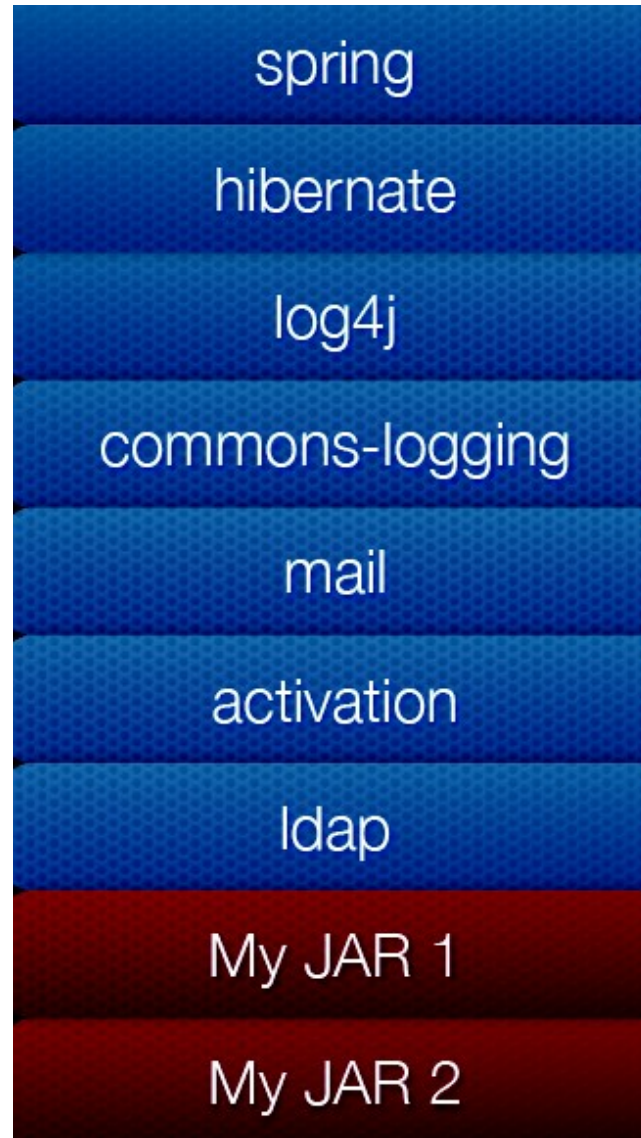 spring
hibernate
log4j
commons-logging
mail
activation
ldap
My JAR 1
My JAR 2